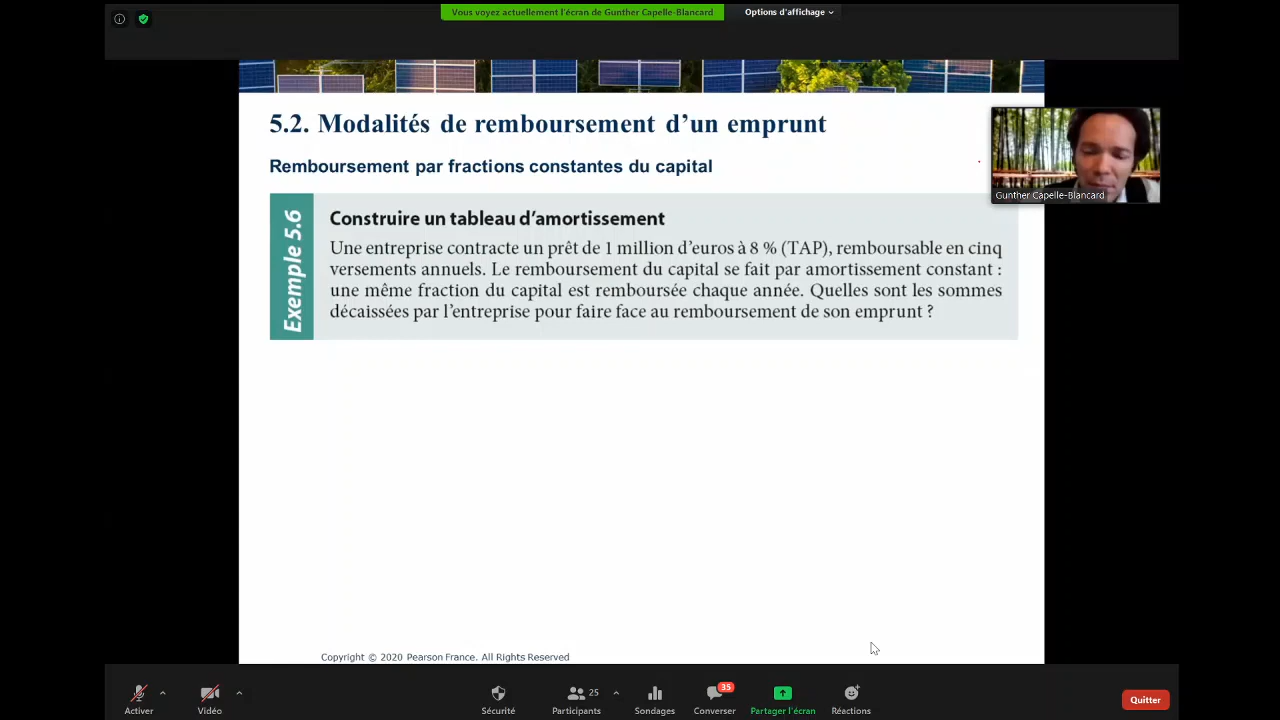 Vous voyez actuellement l'écran de Gunther Capelle-Blancard
Options d'affichage
5.2. Modalités de remboursement d'un emprunt
Remboursement par fractions constantes du capital
Gunther Capelle-Blancard
Exemple 5.6
Construire un tableau d'amortissement
Une entreprise contracte un prêt de 1 million d'euros à 8 % (TAP), remboursable en cinq
versements annuels. Le remboursement du capital se fait par amortissement constant :
une même fraction du capital est remboursée chaque année. Quelles sont les sommes
décaissées par l'entreprise pour faire face au remboursement de son emprunt ?
Copyright © 2020 Pearson France. All Rights Reserved
25
35
Activer
Vidéo
Sécurité
Participants
Sondages
Converser
Partager l'écran
Réactions
Quitter